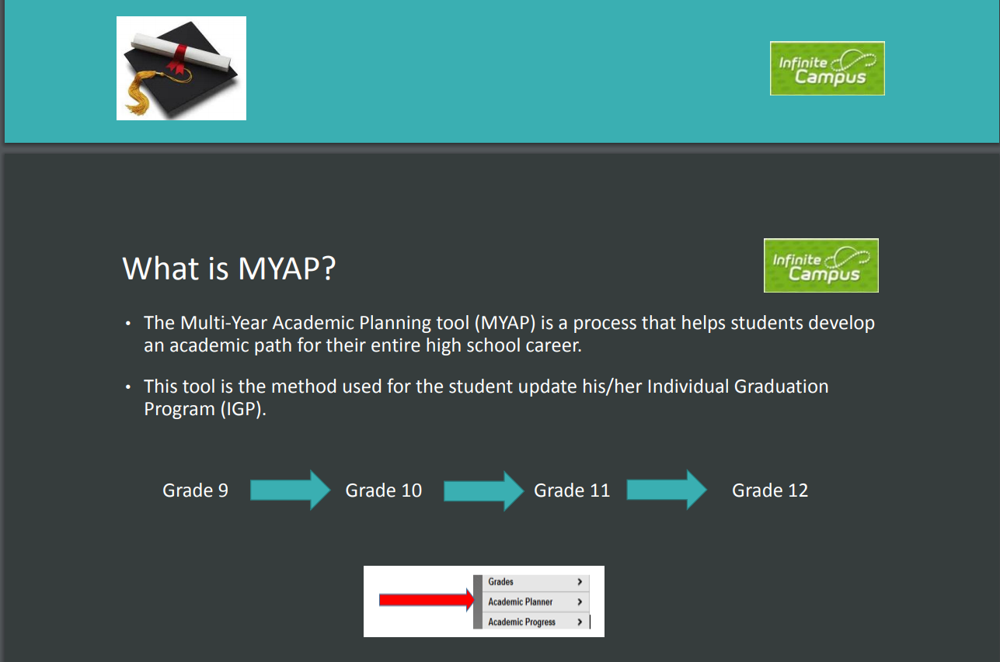 Infinite
Campus
What is MYAP?
Infinite
Campus
• The Multi-Year Academic Planning tool (MYAP) is a process that helps students develop
an academic path for their entire high school career.
• This tool is the method used for the student update his/her Individual Graduation
Program (IGP).
Grade 9 Grade 10 Grade 11 Grade 12
Grades
Academic Planner
Academic Progress